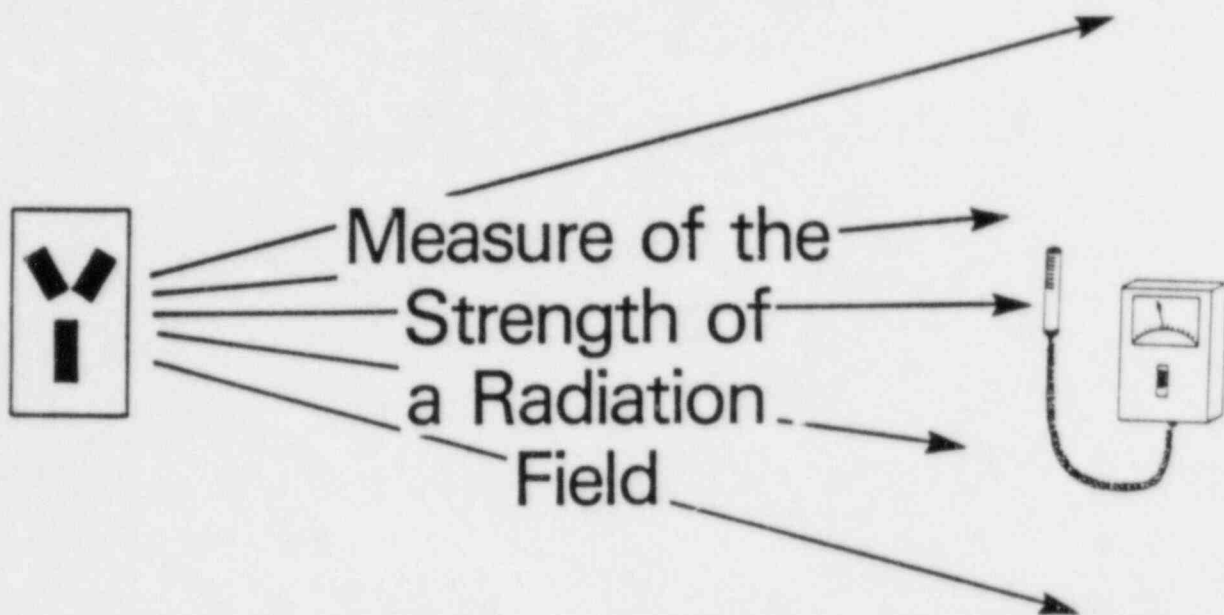 Measure of the
Strength of
a Radiation
Field